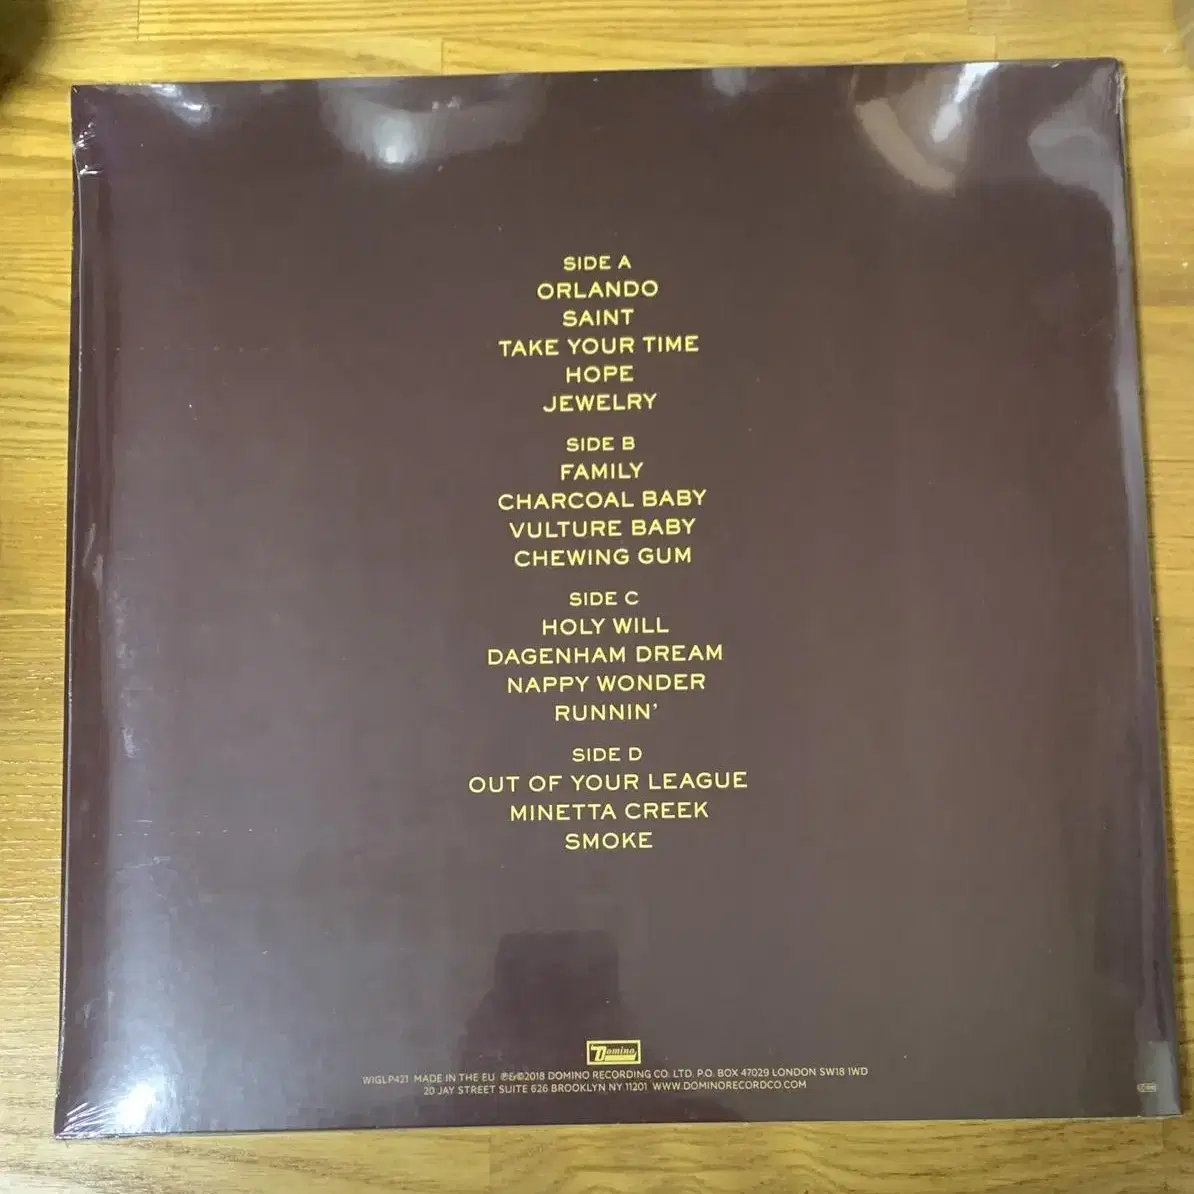 SIDE A
ORLANDO
SAINT
TAKE YOUR TIME
HOPE
JEWELRY
SIDE B
FAMILY
CHARCOAL BABY
VULTURE BABY
CHEWING GUM
SIDE C
HOLY WILL
DAGENHAM DREAM
NAPPY WONDER
RUNNIN'
SIDE D
OUT OF YOUR LEAGUE
MINETTA CREEK
SMOKE
Domino
WIGLP421 MADE IN THE EU ℗&©2018 DOMINO RECORDING CO. LTD. P.O. BOX 47029 LONDON SW18 1WD
20 JAY STREET SUITE 626 BROOKLYN NY 11201 WWW.DOMINORECORDCO.COM